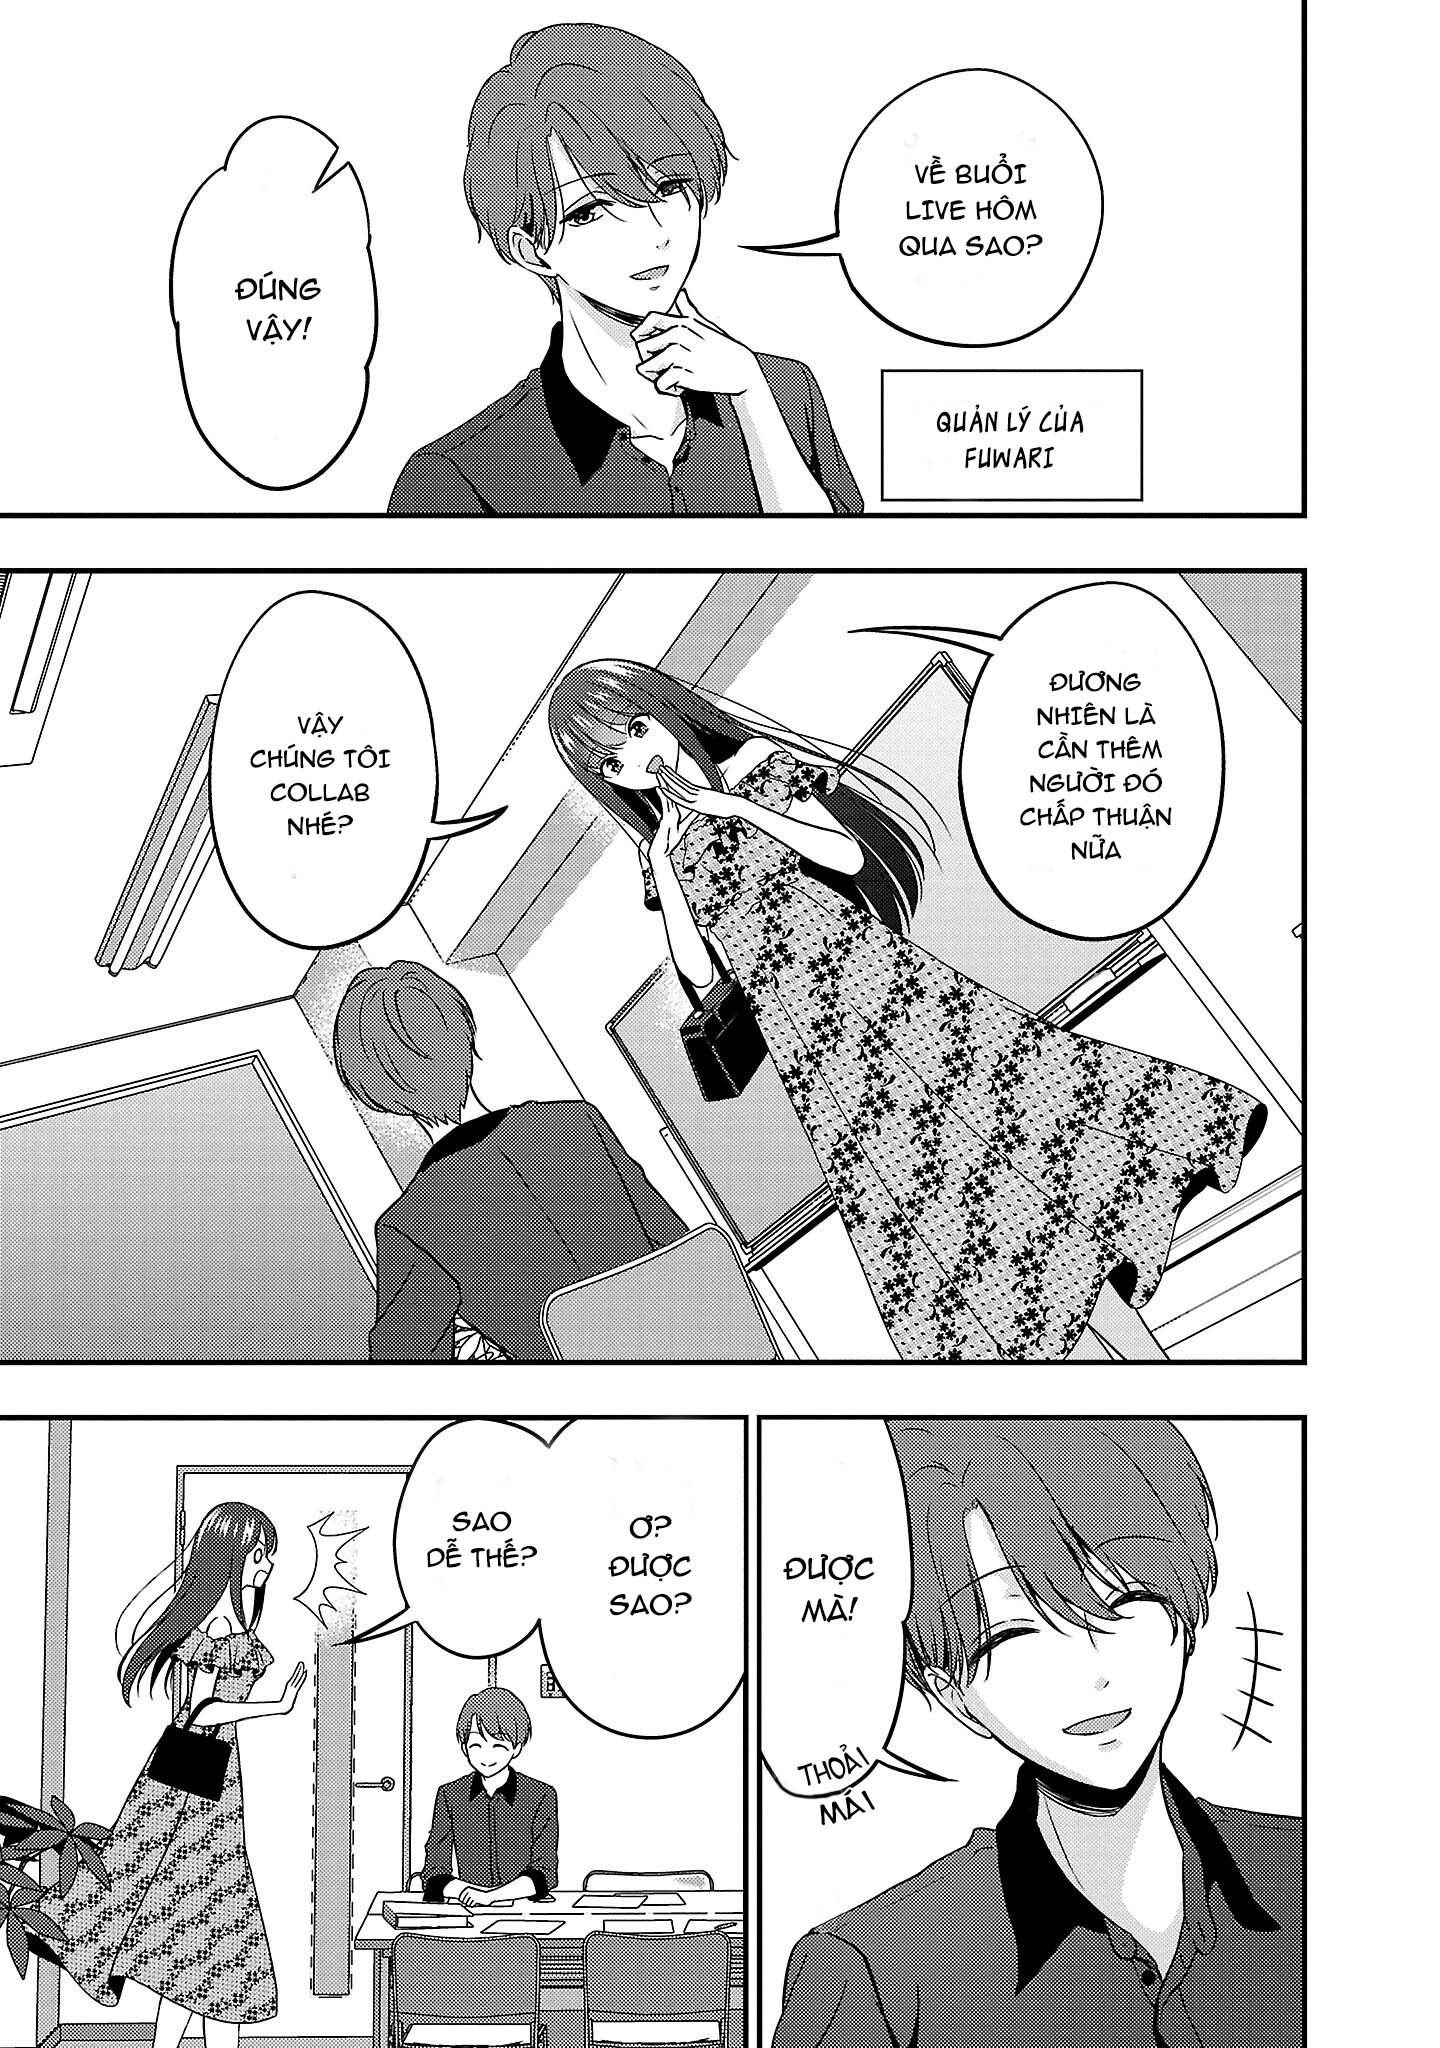 VỀ BUỔI
LIVE HÔM
QUA SAO?
QUẢN LÝ CỦA
FUWARI
ĐÚNG
VẬY!
ĐƯƠNG
NHIÊN LÀ
CẦN THÊM
NGƯỜI ĐÓ
CHẤP THUẬN
NỮA
VẬY
CHÚNG TÔI
COLLAB
NHÉ?
ĐƯỢC
MÀ!
THOẢI
MÁI
Ơ?
ĐƯỢC
SAO?
SAO
DỄ THẾ?